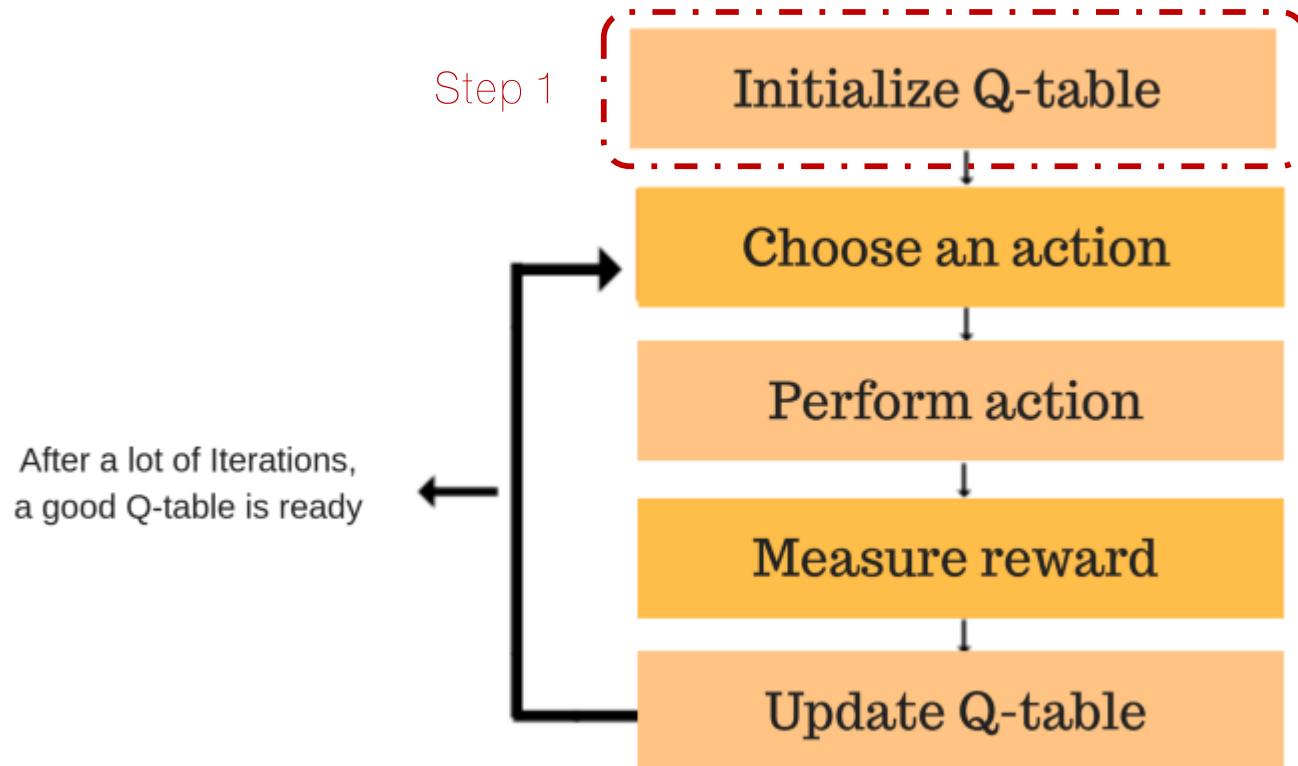 Step 1
Initialize Q-table
Choose an action
Perform action
After a lot of Iterations,
a good Q-table is ready
Measure reward
Update Q-table